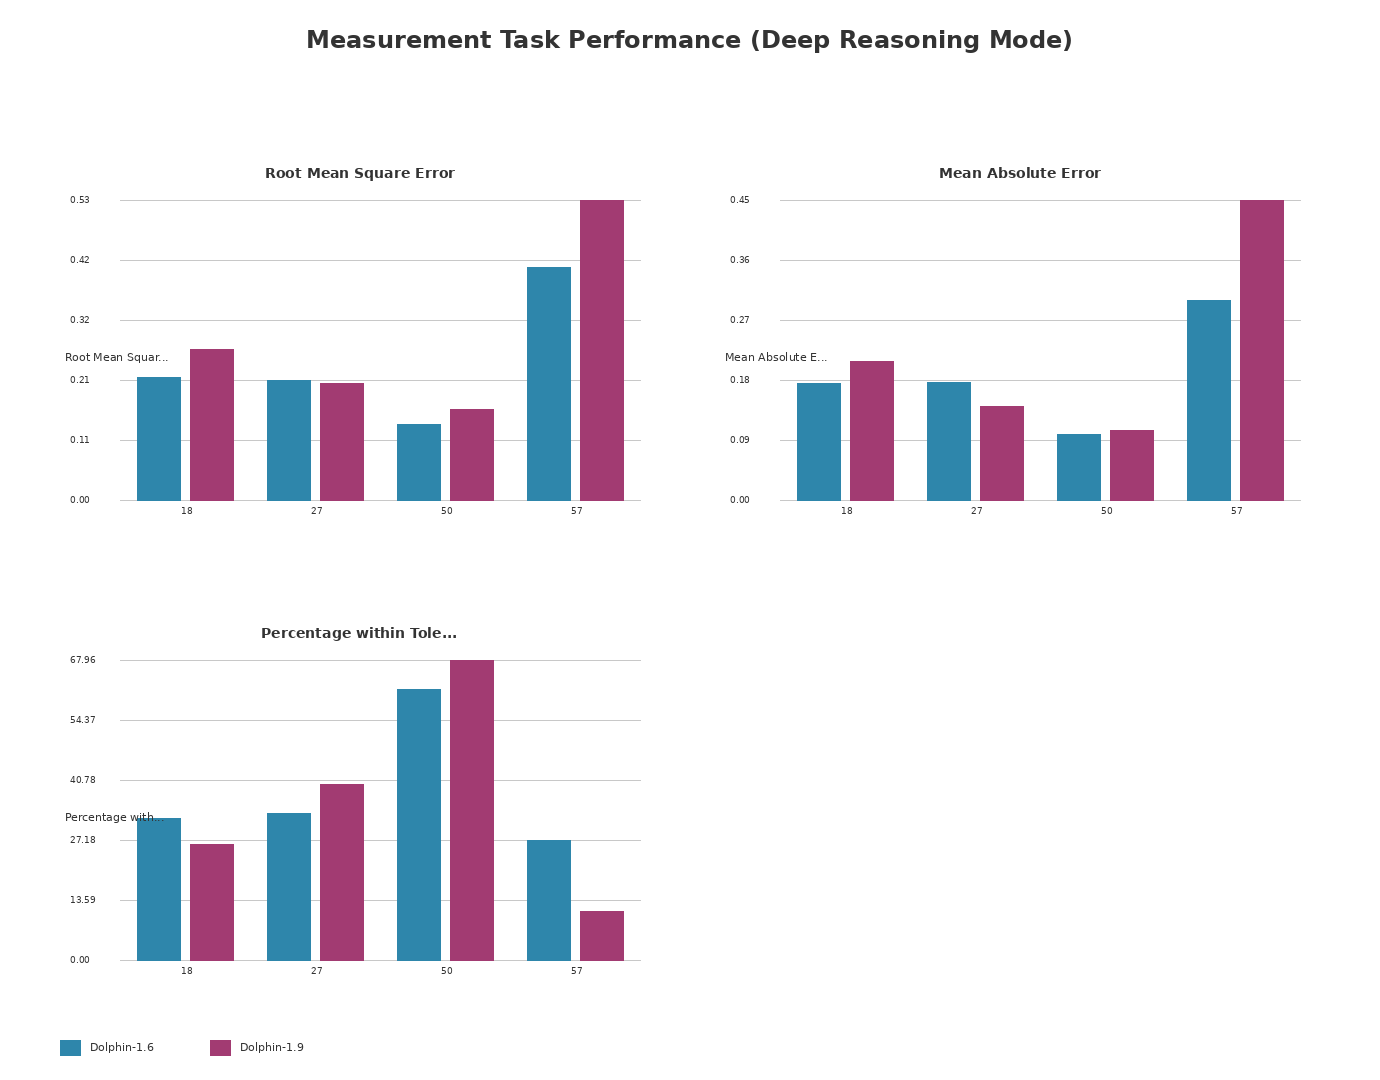 Measurement Task Performance (Deep Reasoning Mode)
Root Mean Square Error
0.53
0.42
0.32
Root Mean Squar...
0.21
0.11
0.00
18 27 50 57
Mean Absolute Error
0.45
0.36
0.27
Mean Absolute E...
0.18
0.09
0.00
18 27 50 57
Percentage within Tole...
67.96
54.37
40.78
Percentage with...
27.18
13.59
0.00
18 27 50 57
Dolphin-1.6 Dolphin-1.9